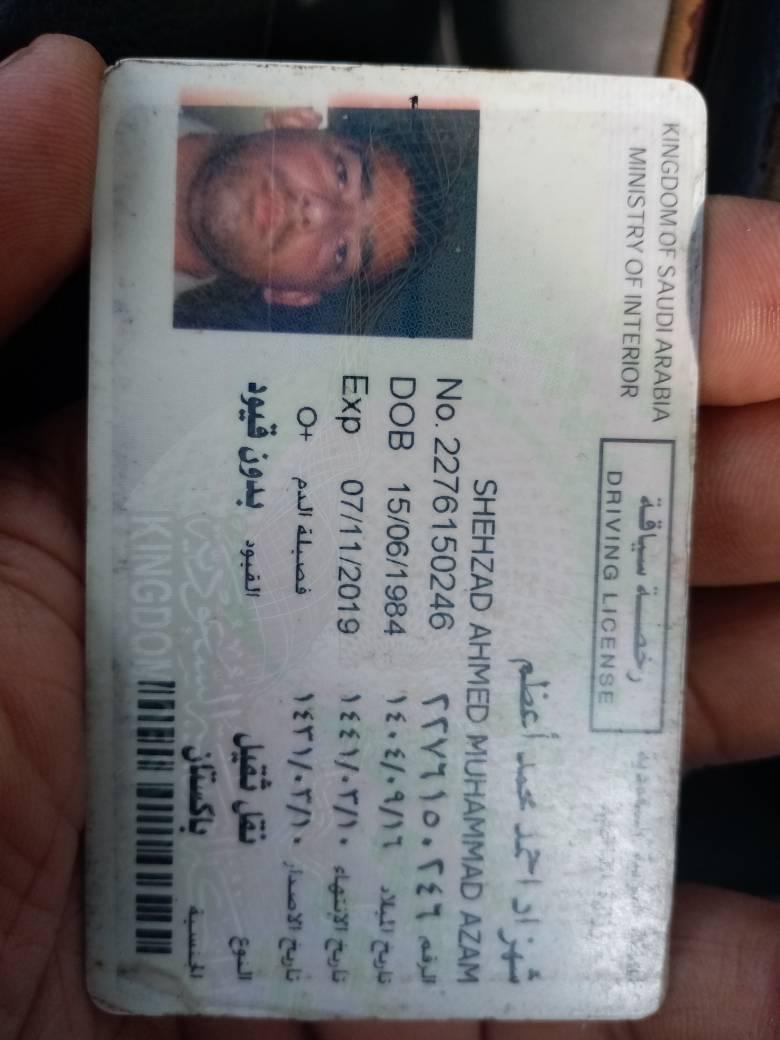 KINGDOM OF SAUDI ARABIA
MINISTRY OF INTERIOR
رخصة سياقة
DRIVING LICENSE
شهزاد احمد محمد أعظم
SHEHZAD AHMED MUHAMMAD AZAM
No. 2276150246 الرقم ٢٢٧٦١٥٠٢٤٦
DOB 15/06/1984 تاريخ الميلاد ١٤٠٤/٠٩/١٦
Exp 07/11/2019 تاريخ الانتهاء ١٤٤١/٠٣/١٠
O+ فصيلة الدم تاريخ الاصدار ١٤٣١/٠٣/١٠
بدون قيود القيود نقل ثقيل النوع
باكستان الجنسية
KINGDOM